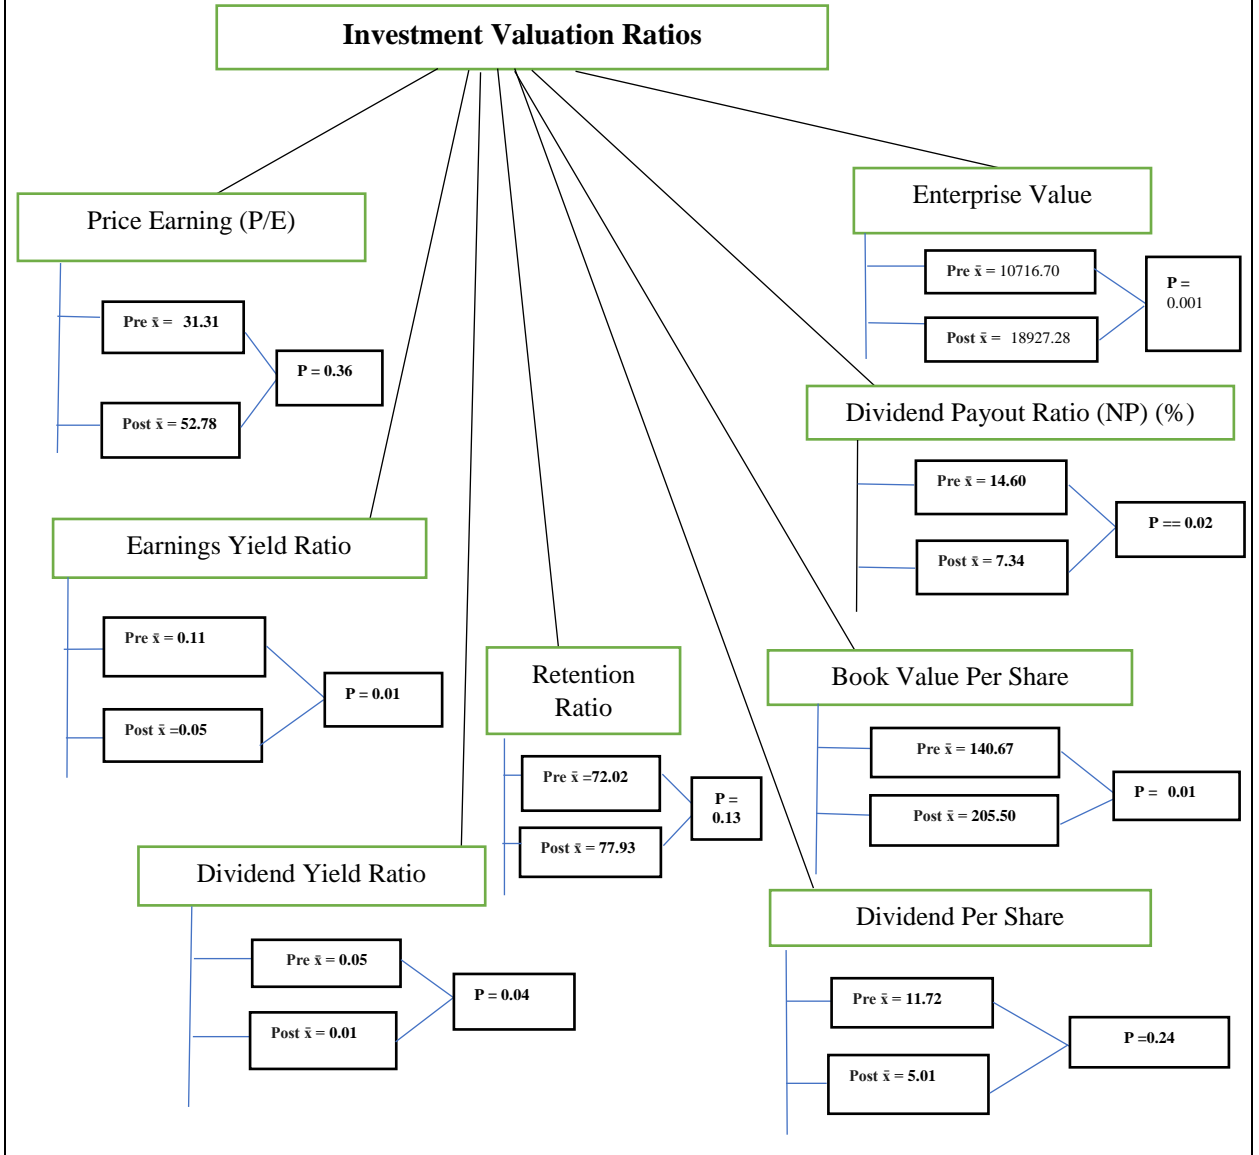 Investment Valuation Ratios
Price Earning (P/E)
Pre x̄ = 31.31
Post x̄ = 52.78
P = 0.36
Enterprise Value
Pre x̄ = 10716.70
Post x̄ = 18927.28
P =
0.001
Dividend Payout Ratio (NP) (%)
Pre x̄ = 14.60
Post x̄ = 7.34
P == 0.02
Earnings Yield Ratio
Pre x̄ = 0.11
Post x̄ =0.05
P = 0.01
Retention
Ratio
Pre x̄ =72.02
Post x̄ = 77.93
P =
0.13
Book Value Per Share
Pre x̄ = 140.67
Post x̄ = 205.50
P = 0.01
Dividend Yield Ratio
Pre x̄ = 0.05
Post x̄ = 0.01
P = 0.04
Dividend Per Share
Pre x̄ = 11.72
Post x̄ = 5.01
P =0.24